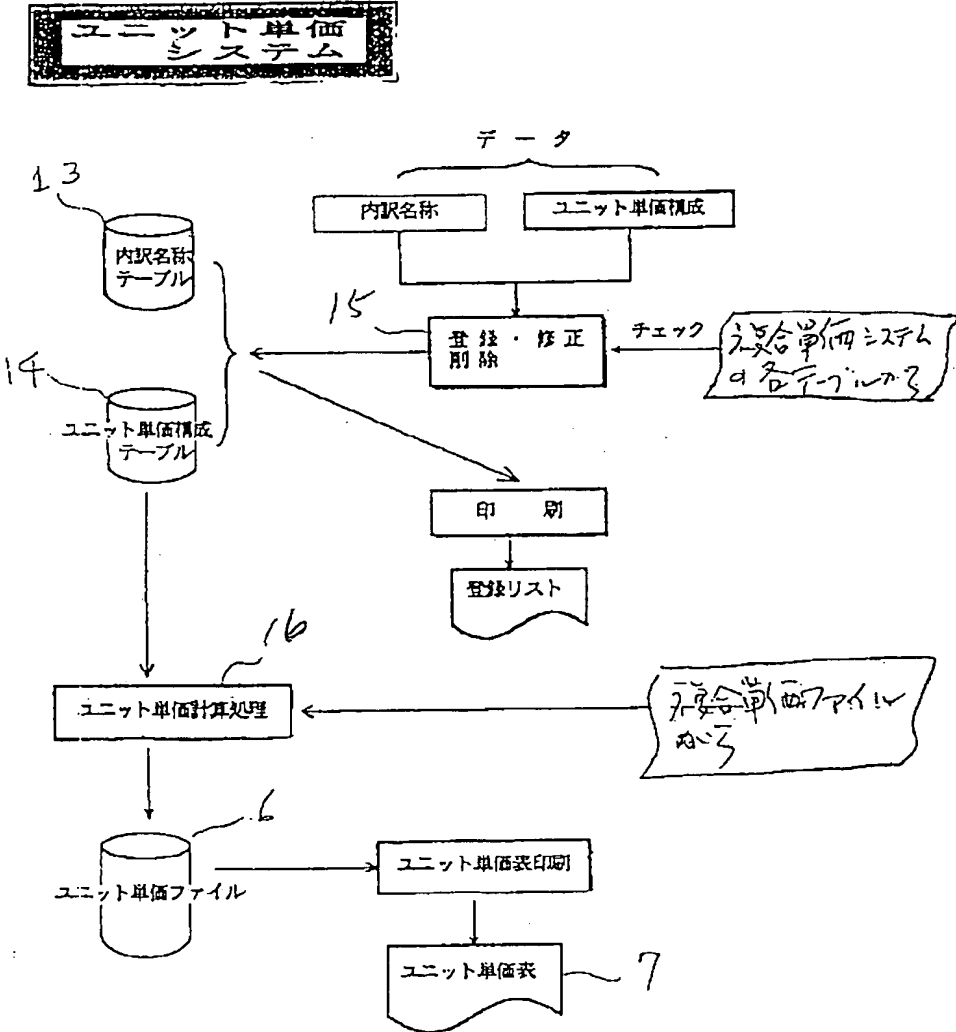 ユニット単価
システム
データ
13
内訳名称
ユニット単価構成
内訳名称
テーブル
15
登録・修正
削除
チェック
複合単価システム
の各テーブルから
14
ユニット単価構成
テーブル
印 刷
登録リスト
16
ユニット単価計算処理
複合単価ファイル
から
6
ユニット単価ファイル
ユニット単価表印刷
ユニット単価表
7